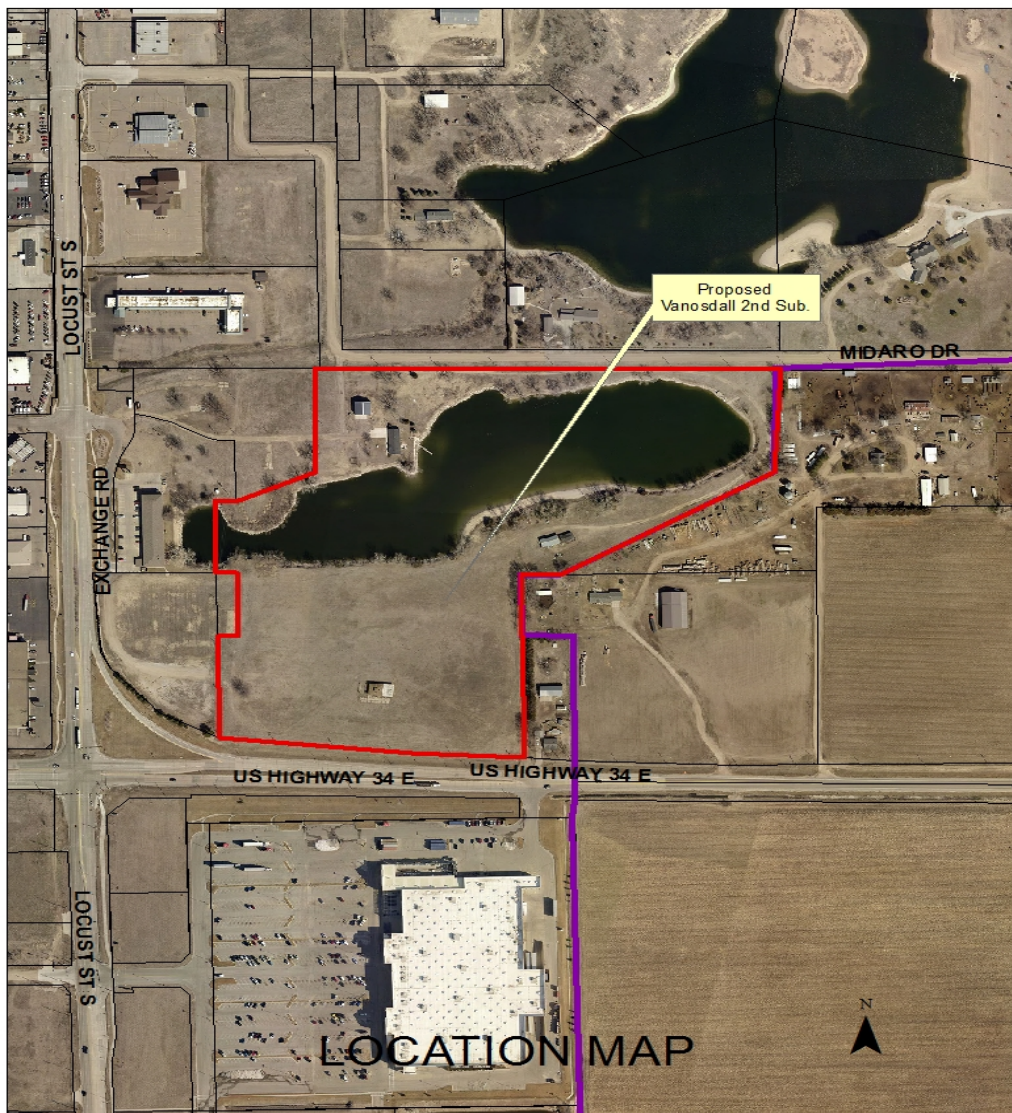 LOCUST ST S
Proposed
Vanosdall 2nd Sub.
MIDARO DR
EXCHANGE RD
US HIGHWAY 34 E
US HIGHWAY 34 E
LOCUST ST S
N
LOCATION MAP